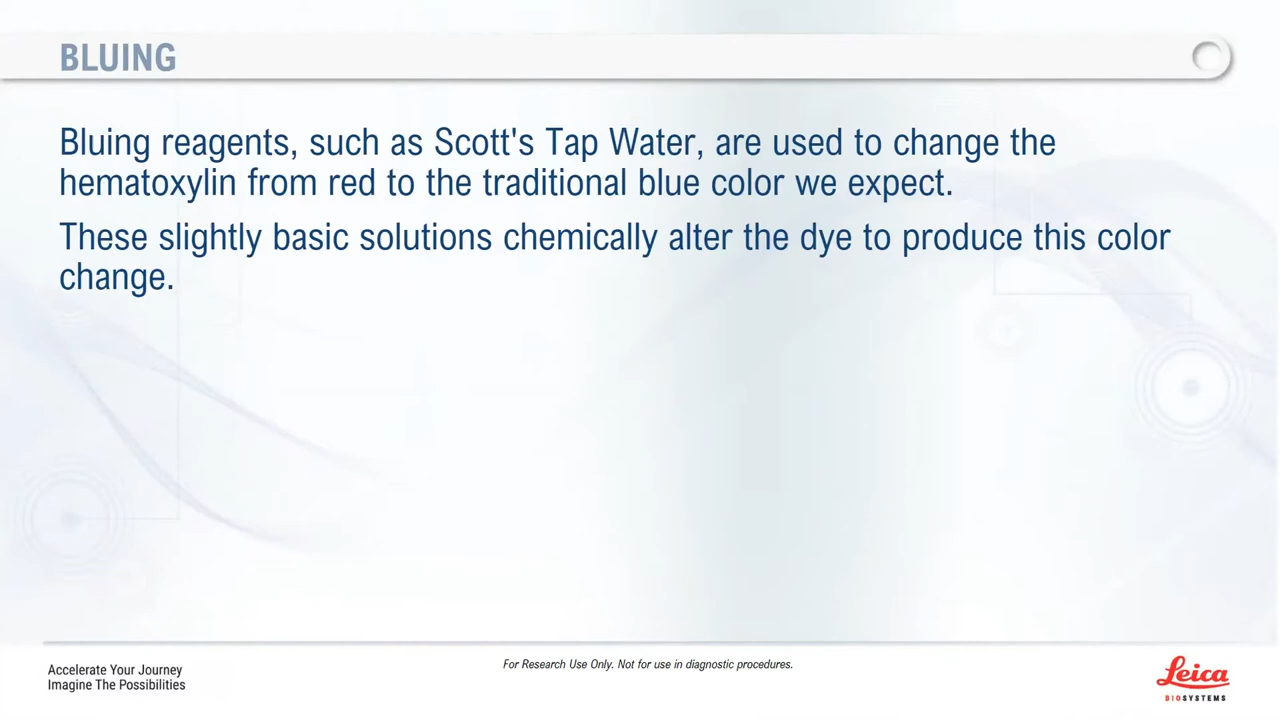 BLUING
Bluing reagents, such as Scott's Tap Water, are used to change the
hematoxylin from red to the traditional blue color we expect.
These slightly basic solutions chemically alter the dye to produce this color
change.
Accelerate Your Journey
Imagine The Possibilities
For Research Use Only. Not for use in diagnostic procedures.
Leica
BIOSYSTEMS